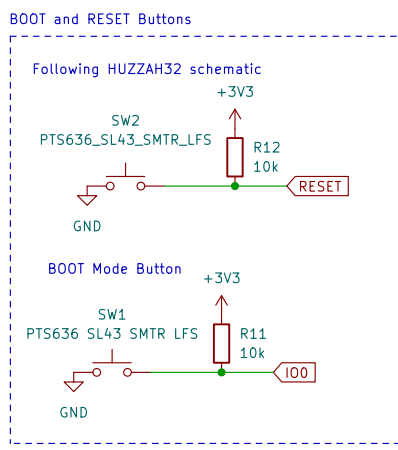 BOOT and RESET Buttons
Following HUZZAH32 schematic
+3V3
SW2
PTS636_SL43_SMTR_LFS
R12
10k
RESET
GND
BOOT Mode Button
+3V3
SW1
PTS636 SL43 SMTR LFS
R11
10k
IO0
GND